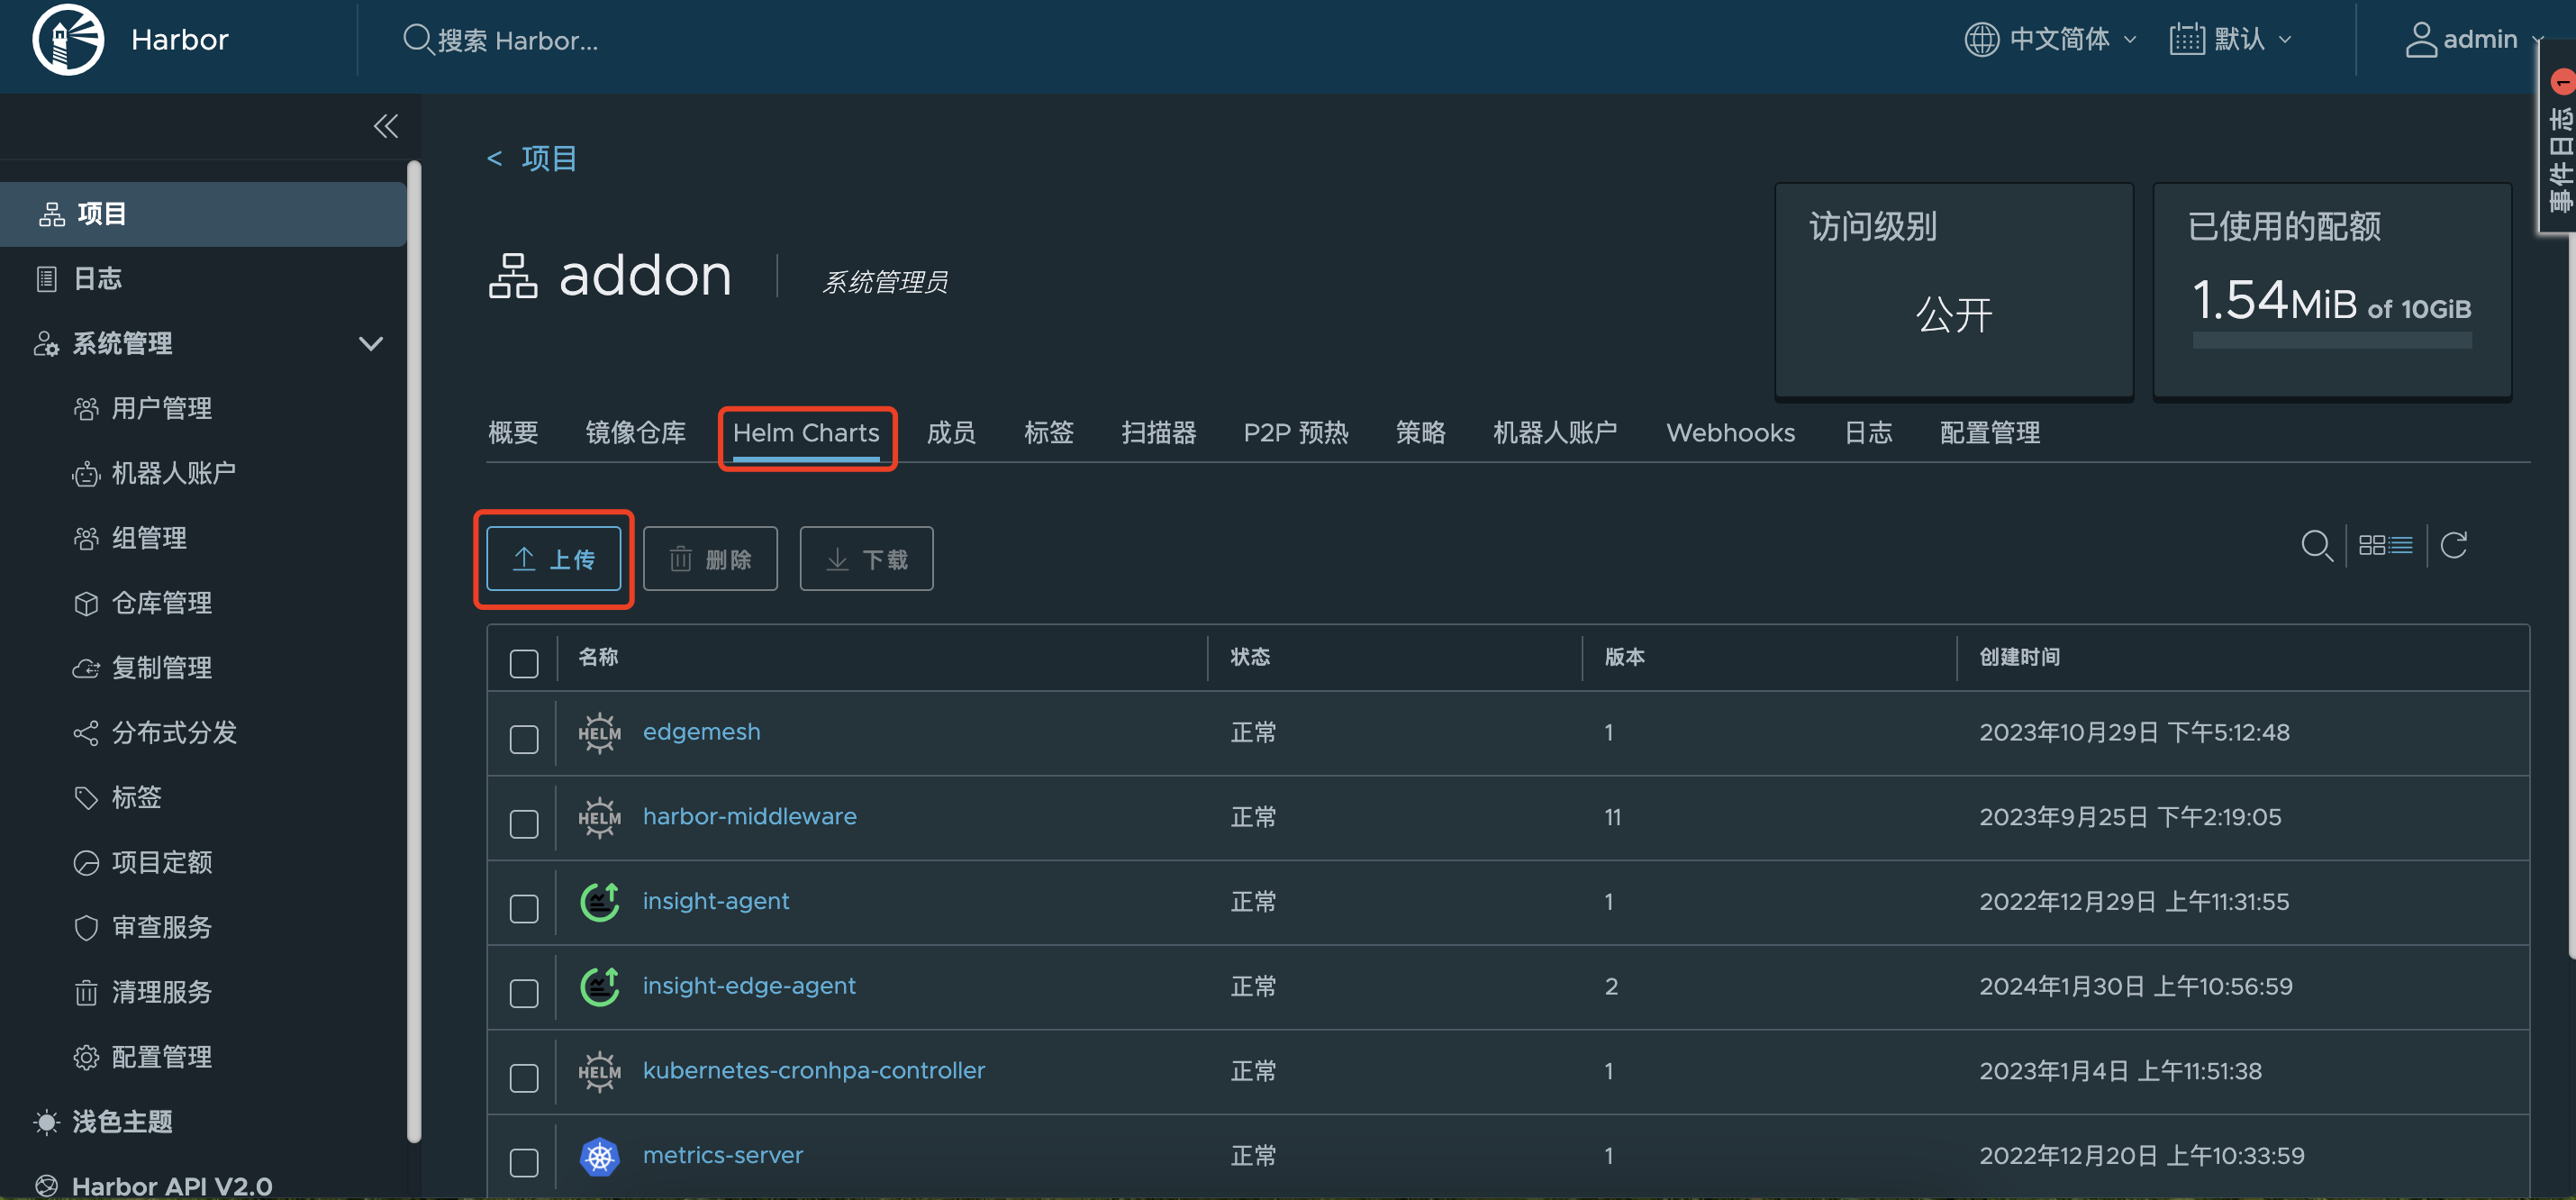 Harbor
搜索 Harbor...
中文简体
默认
admin
1
事件日志
项目
日志
系统管理
用户管理
机器人账户
组管理
仓库管理
复制管理
分布式分发
标签
项目定额
审查服务
清理服务
配置管理
浅色主题
Harbor API V2.0
< 项目
addon
系统管理员
访问级别
公开
已使用的配额
1.54MiB of 10GiB
概要 镜像仓库 Helm Charts 成员 标签 扫描器 P2P 预热 策略 机器人账户 Webhooks 日志 配置管理
上传 删除 下载
名称 状态 版本 创建时间
HELM edgemesh 正常 1 2023年10月29日 下午5:12:48
HELM harbor-middleware 正常 11 2023年9月25日 下午2:19:05
insight-agent 正常 1 2022年12月29日 上午11:31:55
insight-edge-agent 正常 2 2024年1月30日 上午10:56:59
HELM kubernetes-cronhpa-controller 正常 1 2023年1月4日 上午11:51:38
metrics-server 正常 1 2022年12月20日 上午10:33:59